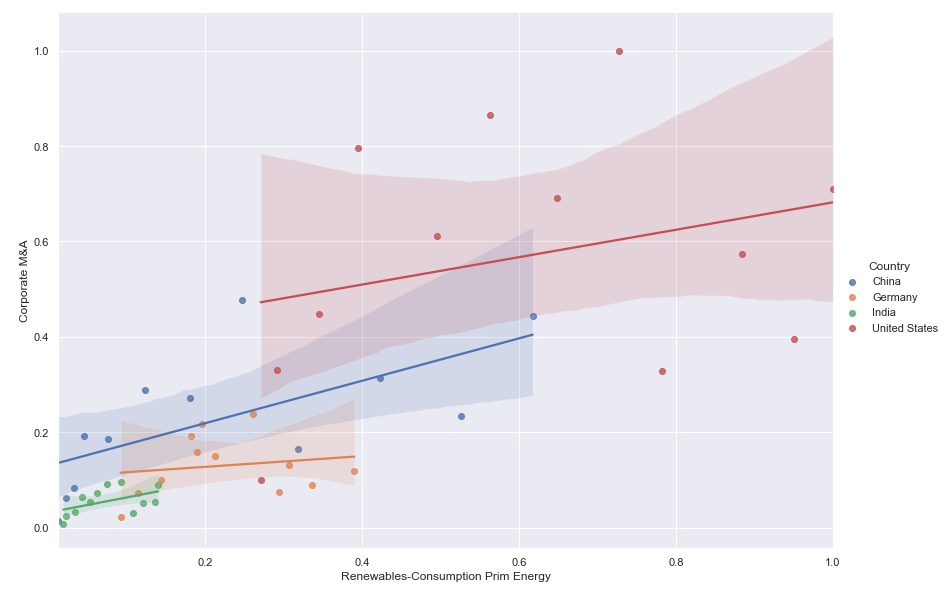 1.0
0.8
0.6
0.4
0.2
0.0
Corporate M&A
0.2
0.4
0.6
0.8
1.0
Renewables-Consumption Prim Energy
Country
China
Germany
India
United States